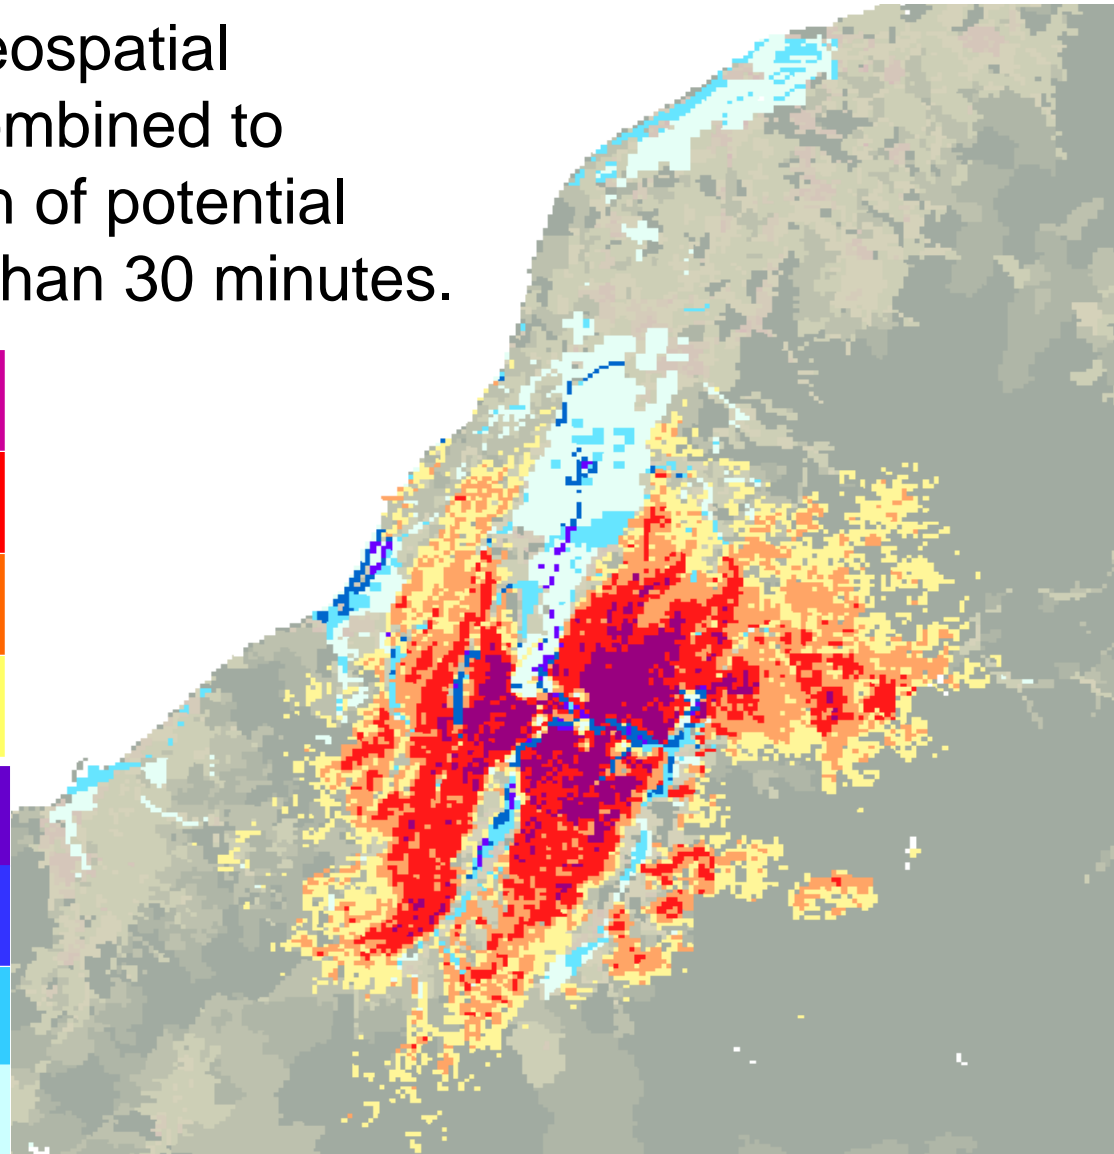 eospatial
mbined to
n of potential
han 30 minutes.